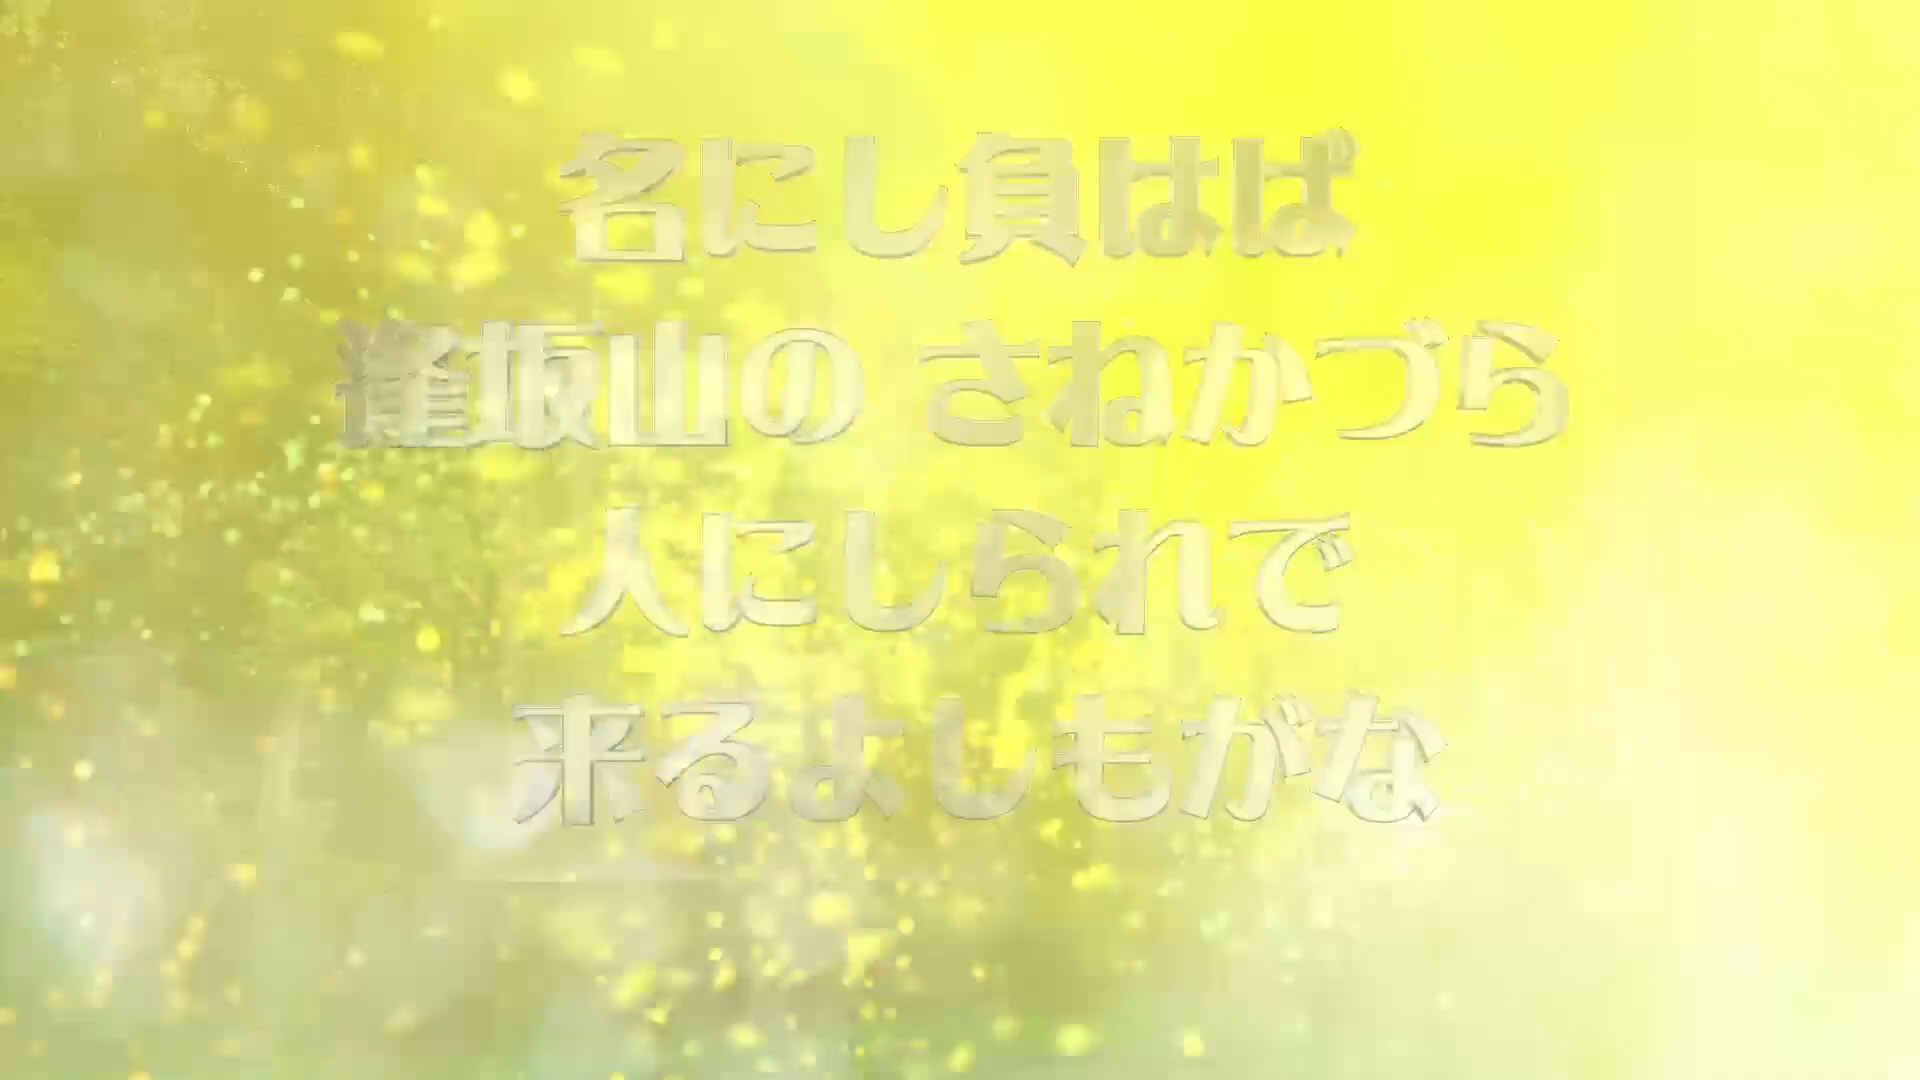 名にし負はば
逢坂山の さねかづら
人にしられで
来るよしもがな